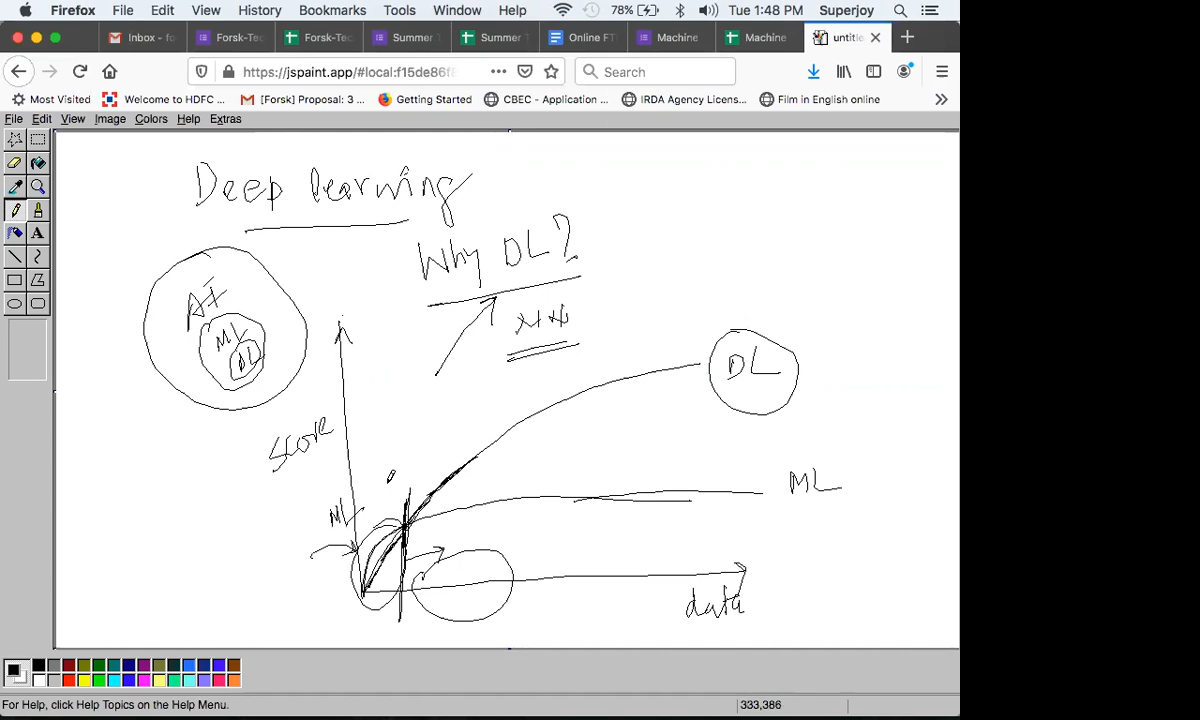 Firefox File Edit View History Bookmarks Tools Window Help 78% Tue 1:48 PM Superjoy
Inbox - fo Forsk-Tec Forsk-Tec Summer Summer Online FT Machine Machine untitle
https://jspaint.app/#local:f15de86f8 Search
Most Visited Welcome to HDFC ... [Forsk] Proposal: 3 ... Getting Started CBEC - Application ... IRDA Agency Licens... Film in English online
File Edit View Image Colors Help Extras
Deep learning
Why DL?
AI
ML
DL
DL
Score
ML
ML
data
For Help, click Help Topics on the Help Menu. 333,386